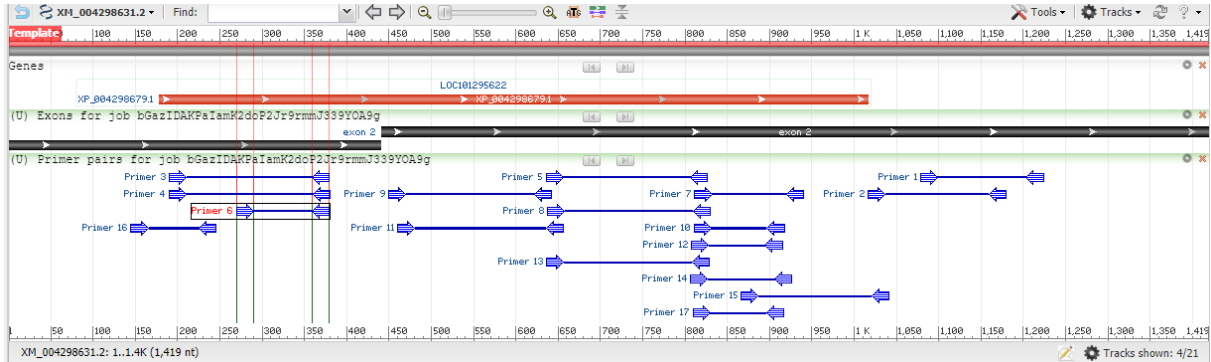 XM_004298631.2 Find: Tools Tracks ?
Template 100 150 200 250 300 350 400 450 500 550 600 650 700 750 800 850 900 950 1 K 1,050 1,100 1,150 1,200 1,250 1,300 1,350 1,419
Genes
LOC101295622
XP_004298679.1 XP_004298679.1
(U) Exons for job bGazIDAKPaIamK2doP2Jr9rmmJ339YOA9g
exon 2 exon 2
(U) Primer pairs for job bGazIDAKPaIamK2doP2Jr9rmmJ339YOA9g
Primer 3 Primer 5 Primer 1
Primer 4 Primer 9 Primer 7 Primer 2
Primer 6 Primer 8
Primer 16 Primer 11 Primer 10
Primer 12
Primer 13
Primer 14
Primer 15
Primer 17
1 50 100 150 200 250 300 350 400 450 500 550 600 650 700 750 800 850 900 950 1 K 1,050 1,100 1,150 1,200 1,250 1,300 1,350 1,419
XM_004298631.2: 1..1.4K (1,419 nt) Tracks shown: 4/21